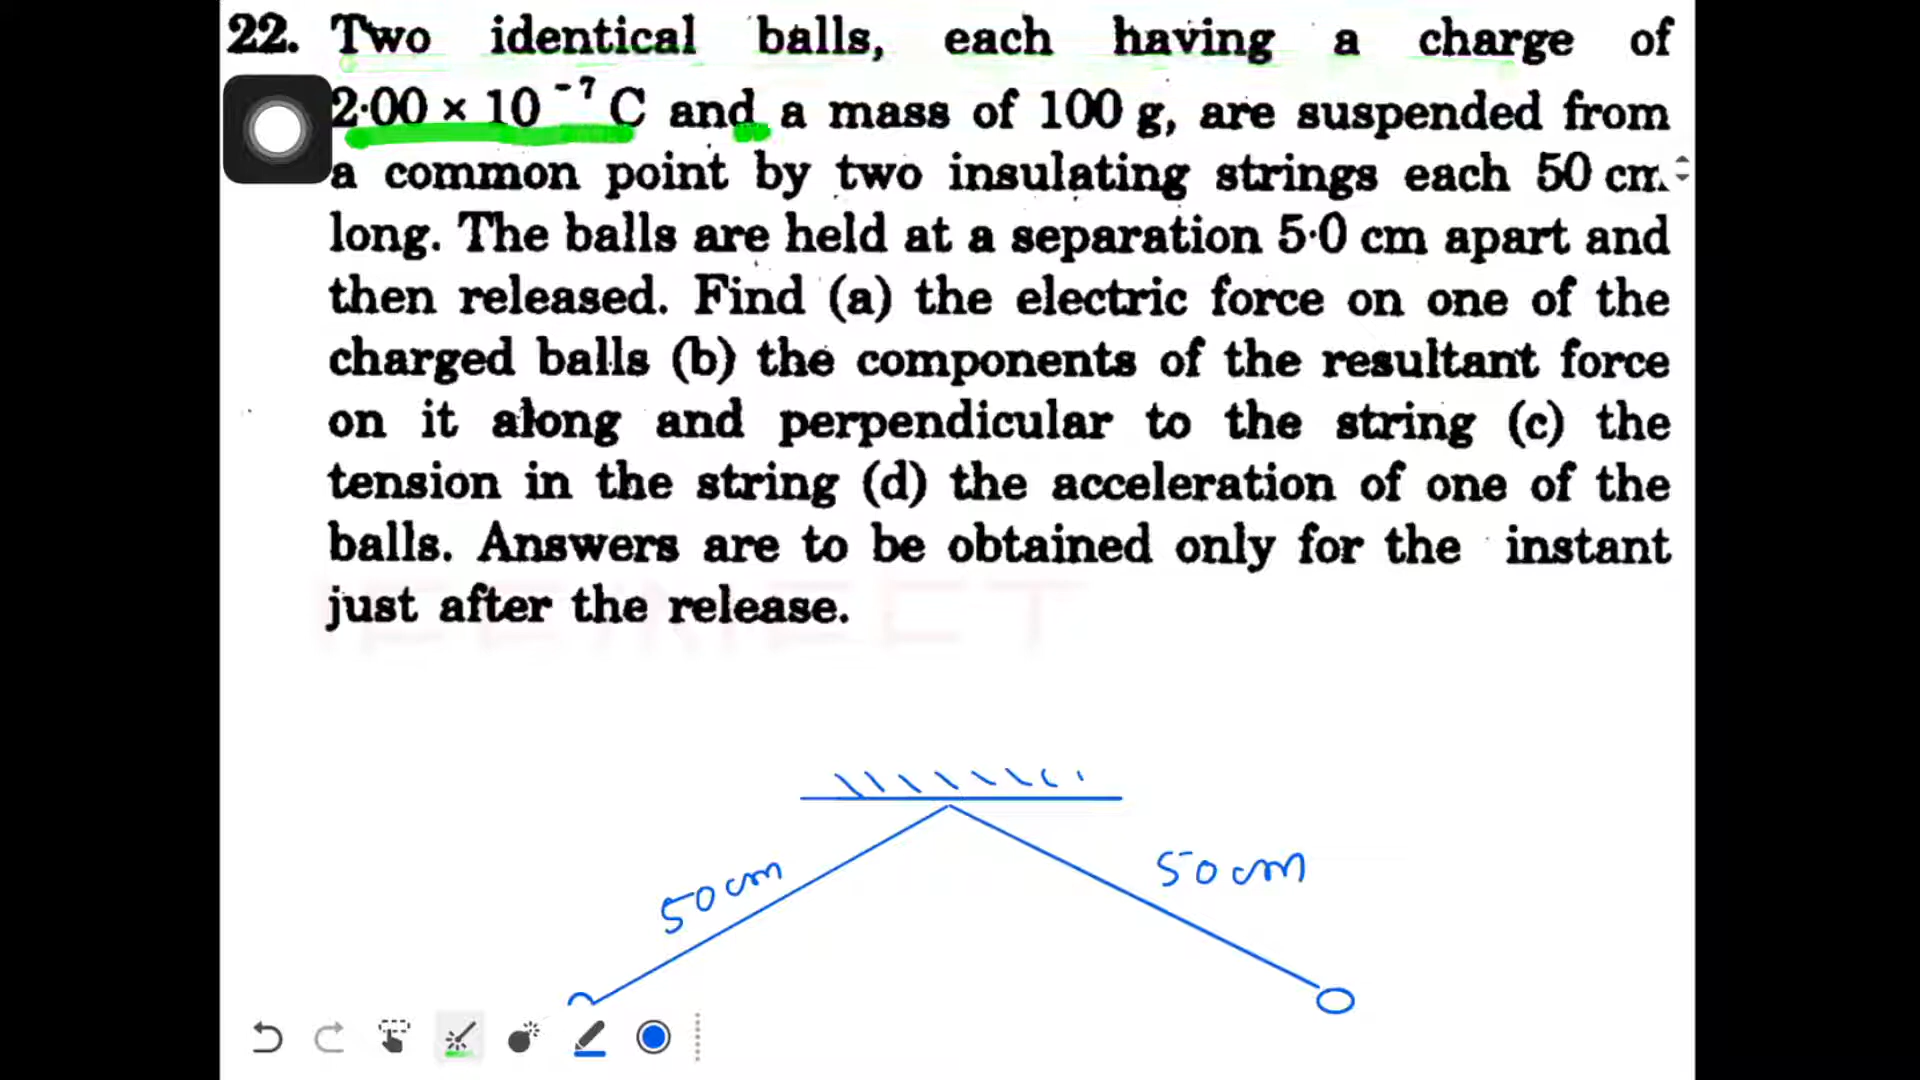 22. Two identical balls, each having a charge of
2·00 × 10⁻⁷ C and a mass of 100 g, are suspended from
a common point by two insulating strings each 50 cm
long. The balls are held at a separation 5·0 cm apart and
then released. Find (a) the electric force on one of the
charged balls (b) the components of the resultant force
on it along and perpendicular to the string (c) the
tension in the string (d) the acceleration of one of the
balls. Answers are to be obtained only for the instant
just after the release.
50 cm
50 cm